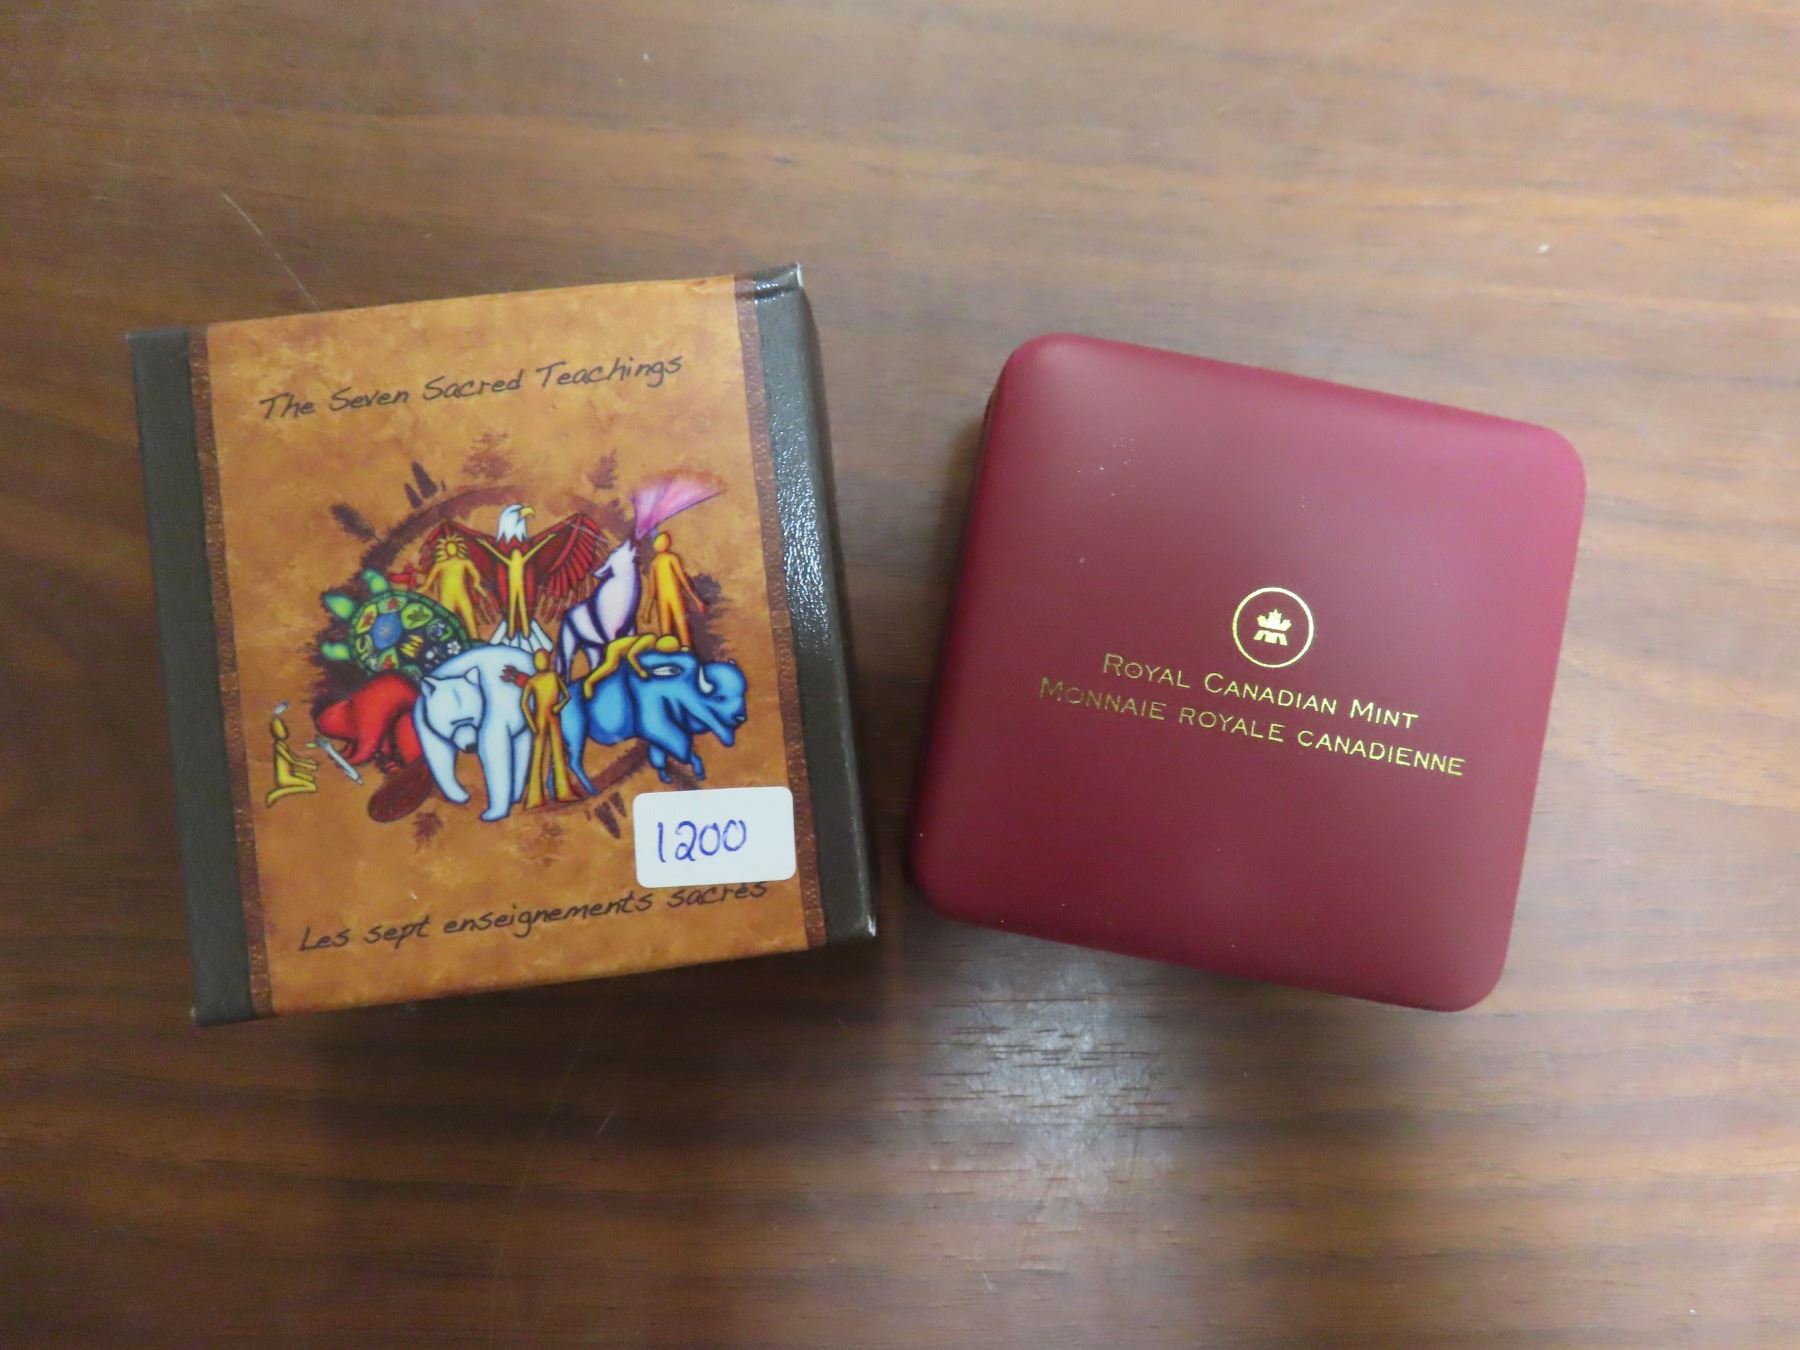 The Seven Sacred Teachings
1200
Les sept enseignements sacrés
ROYAL CANADIAN MINT
MONNAIE ROYALE CANADIENNE